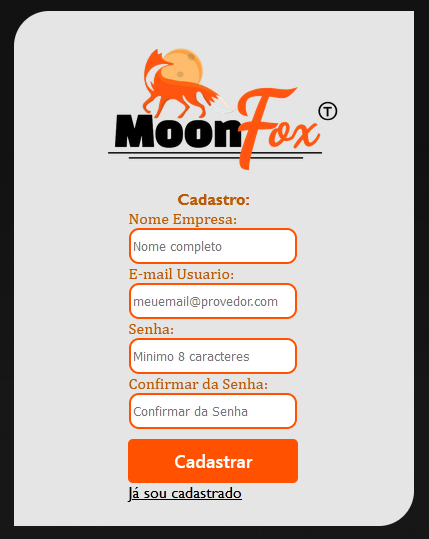 MoonFox
T
Cadastro:
Nome Empresa:
Nome completo
E-mail Usuario:
meuemail@provedor.com
Senha:
Minimo 8 caracteres
Confirmar da Senha:
Confirmar da Senha
Cadastrar
Já sou cadastrado